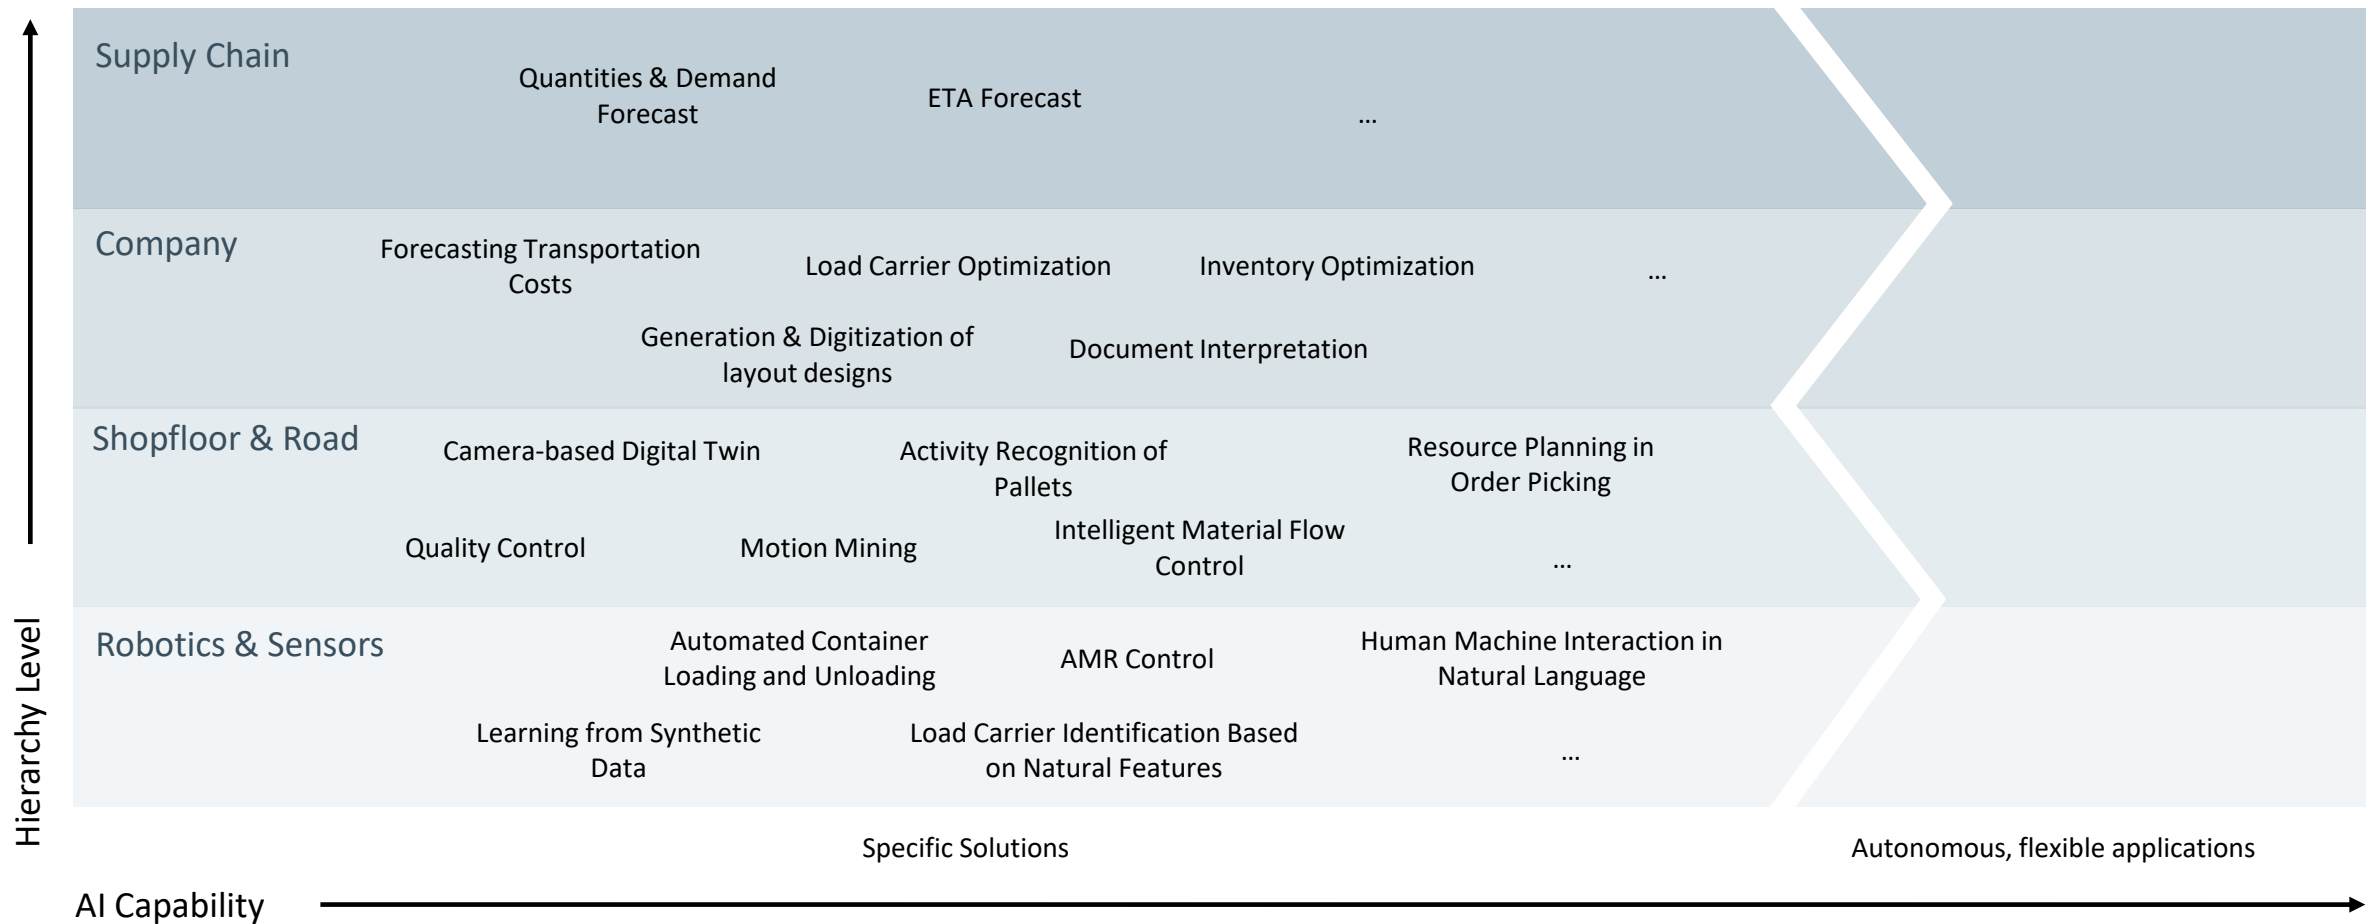 Supply Chain
Quantities & Demand
Forecast
ETA Forecast
...
Company
Forecasting Transportation
Costs
Load Carrier Optimization
Inventory Optimization
...
Generation & Digitization of
layout designs
Document Interpretation
Shopfloor & Road
Camera-based Digital Twin
Activity Recognition of
Pallets
Resource Planning in
Order Picking
Quality Control
Motion Mining
Intelligent Material Flow
Control
...
Robotics & Sensors
Automated Container
Loading and Unloading
AMR Control
Human Machine Interaction in
Natural Language
Learning from Synthetic
Data
Load Carrier Identification Based
on Natural Features
...
Hierarchy Level
Specific Solutions
Autonomous, flexible applications
AI Capability